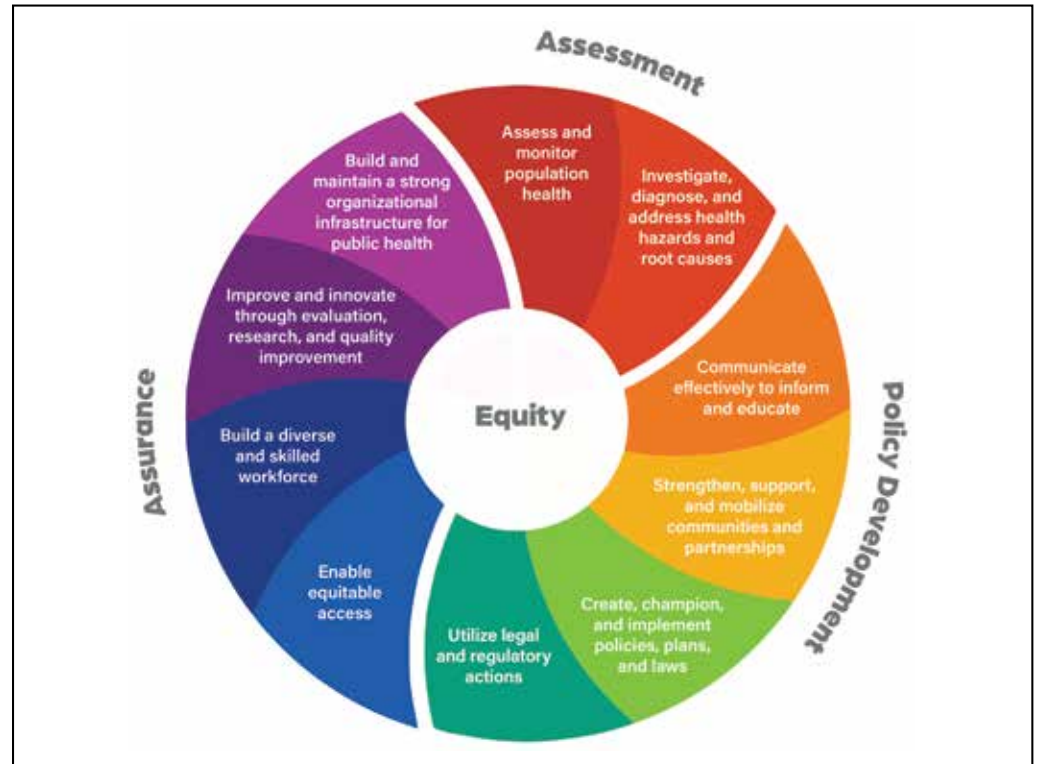 Assessment
Assess and
monitor
population
health
Investigate,
diagnose, and
address health
hazards and
root causes
Policy Development
Communicate
effectively to inform
and educate
Strengthen, support,
and mobilize
communities and
partnerships
Create, champion,
and implement
policies, plans,
and laws
Utilize legal
and regulatory
actions
Assurance
Enable
equitable
access
Build a diverse
and skilled
workforce
Improve and innovate
through evaluation,
research, and quality
improvement
Build and
maintain a strong
organizational
infrastructure for
public health
Equity